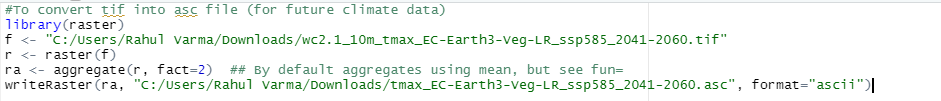 #To convert tif into asc file (for future climate data)
library(raster)
f <- "C:/Users/Rahul Varma/Downloads/wc2.1_10m_tmax_EC-Earth3-Veg-LR_ssp585_2041-2060.tif"
r <- raster(f)
ra <- aggregate(r, fact=2)  ## By default aggregates using mean, but see fun=
writeRaster(ra, "C:/Users/Rahul Varma/Downloads/tmax_EC-Earth3-Veg-LR_ssp585_2041-2060.asc", format="ascii")